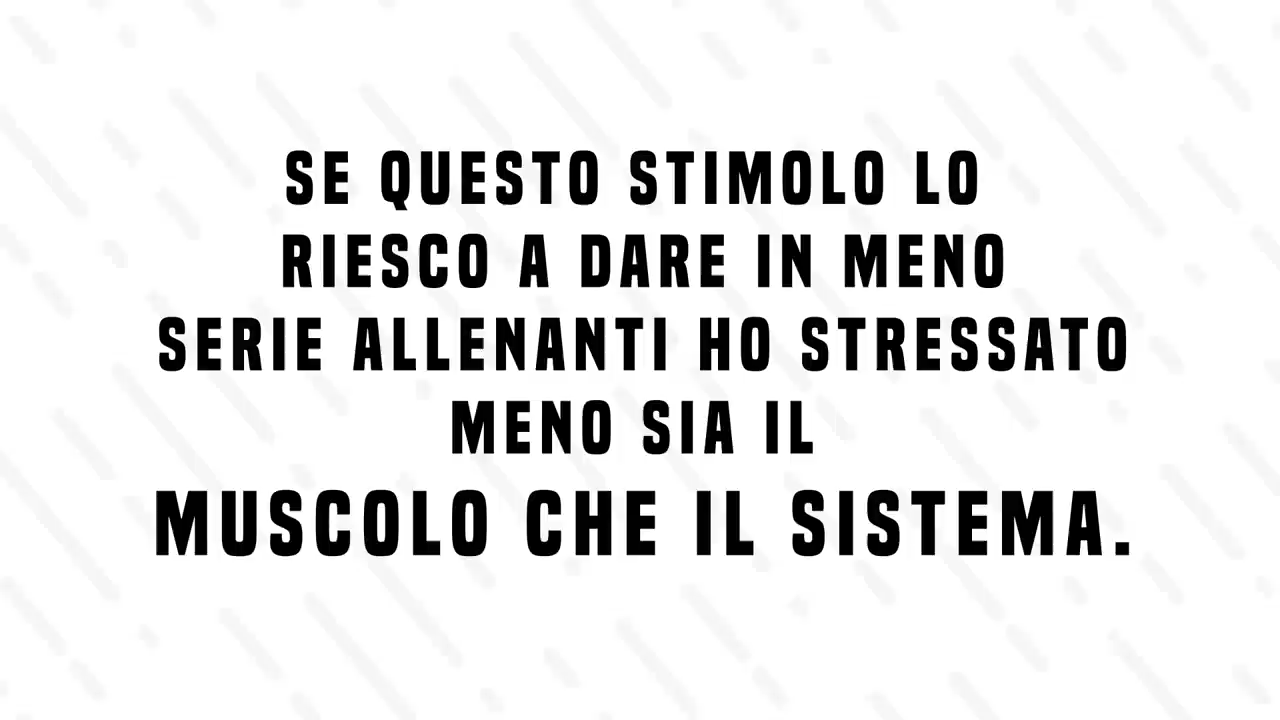 SE QUESTO STIMOLO LO
RIESCO A DARE IN MENO
SERIE ALLENANTI HO STRESSATO
MENO SIA IL
MUSCOLO CHE IL SISTEMA.